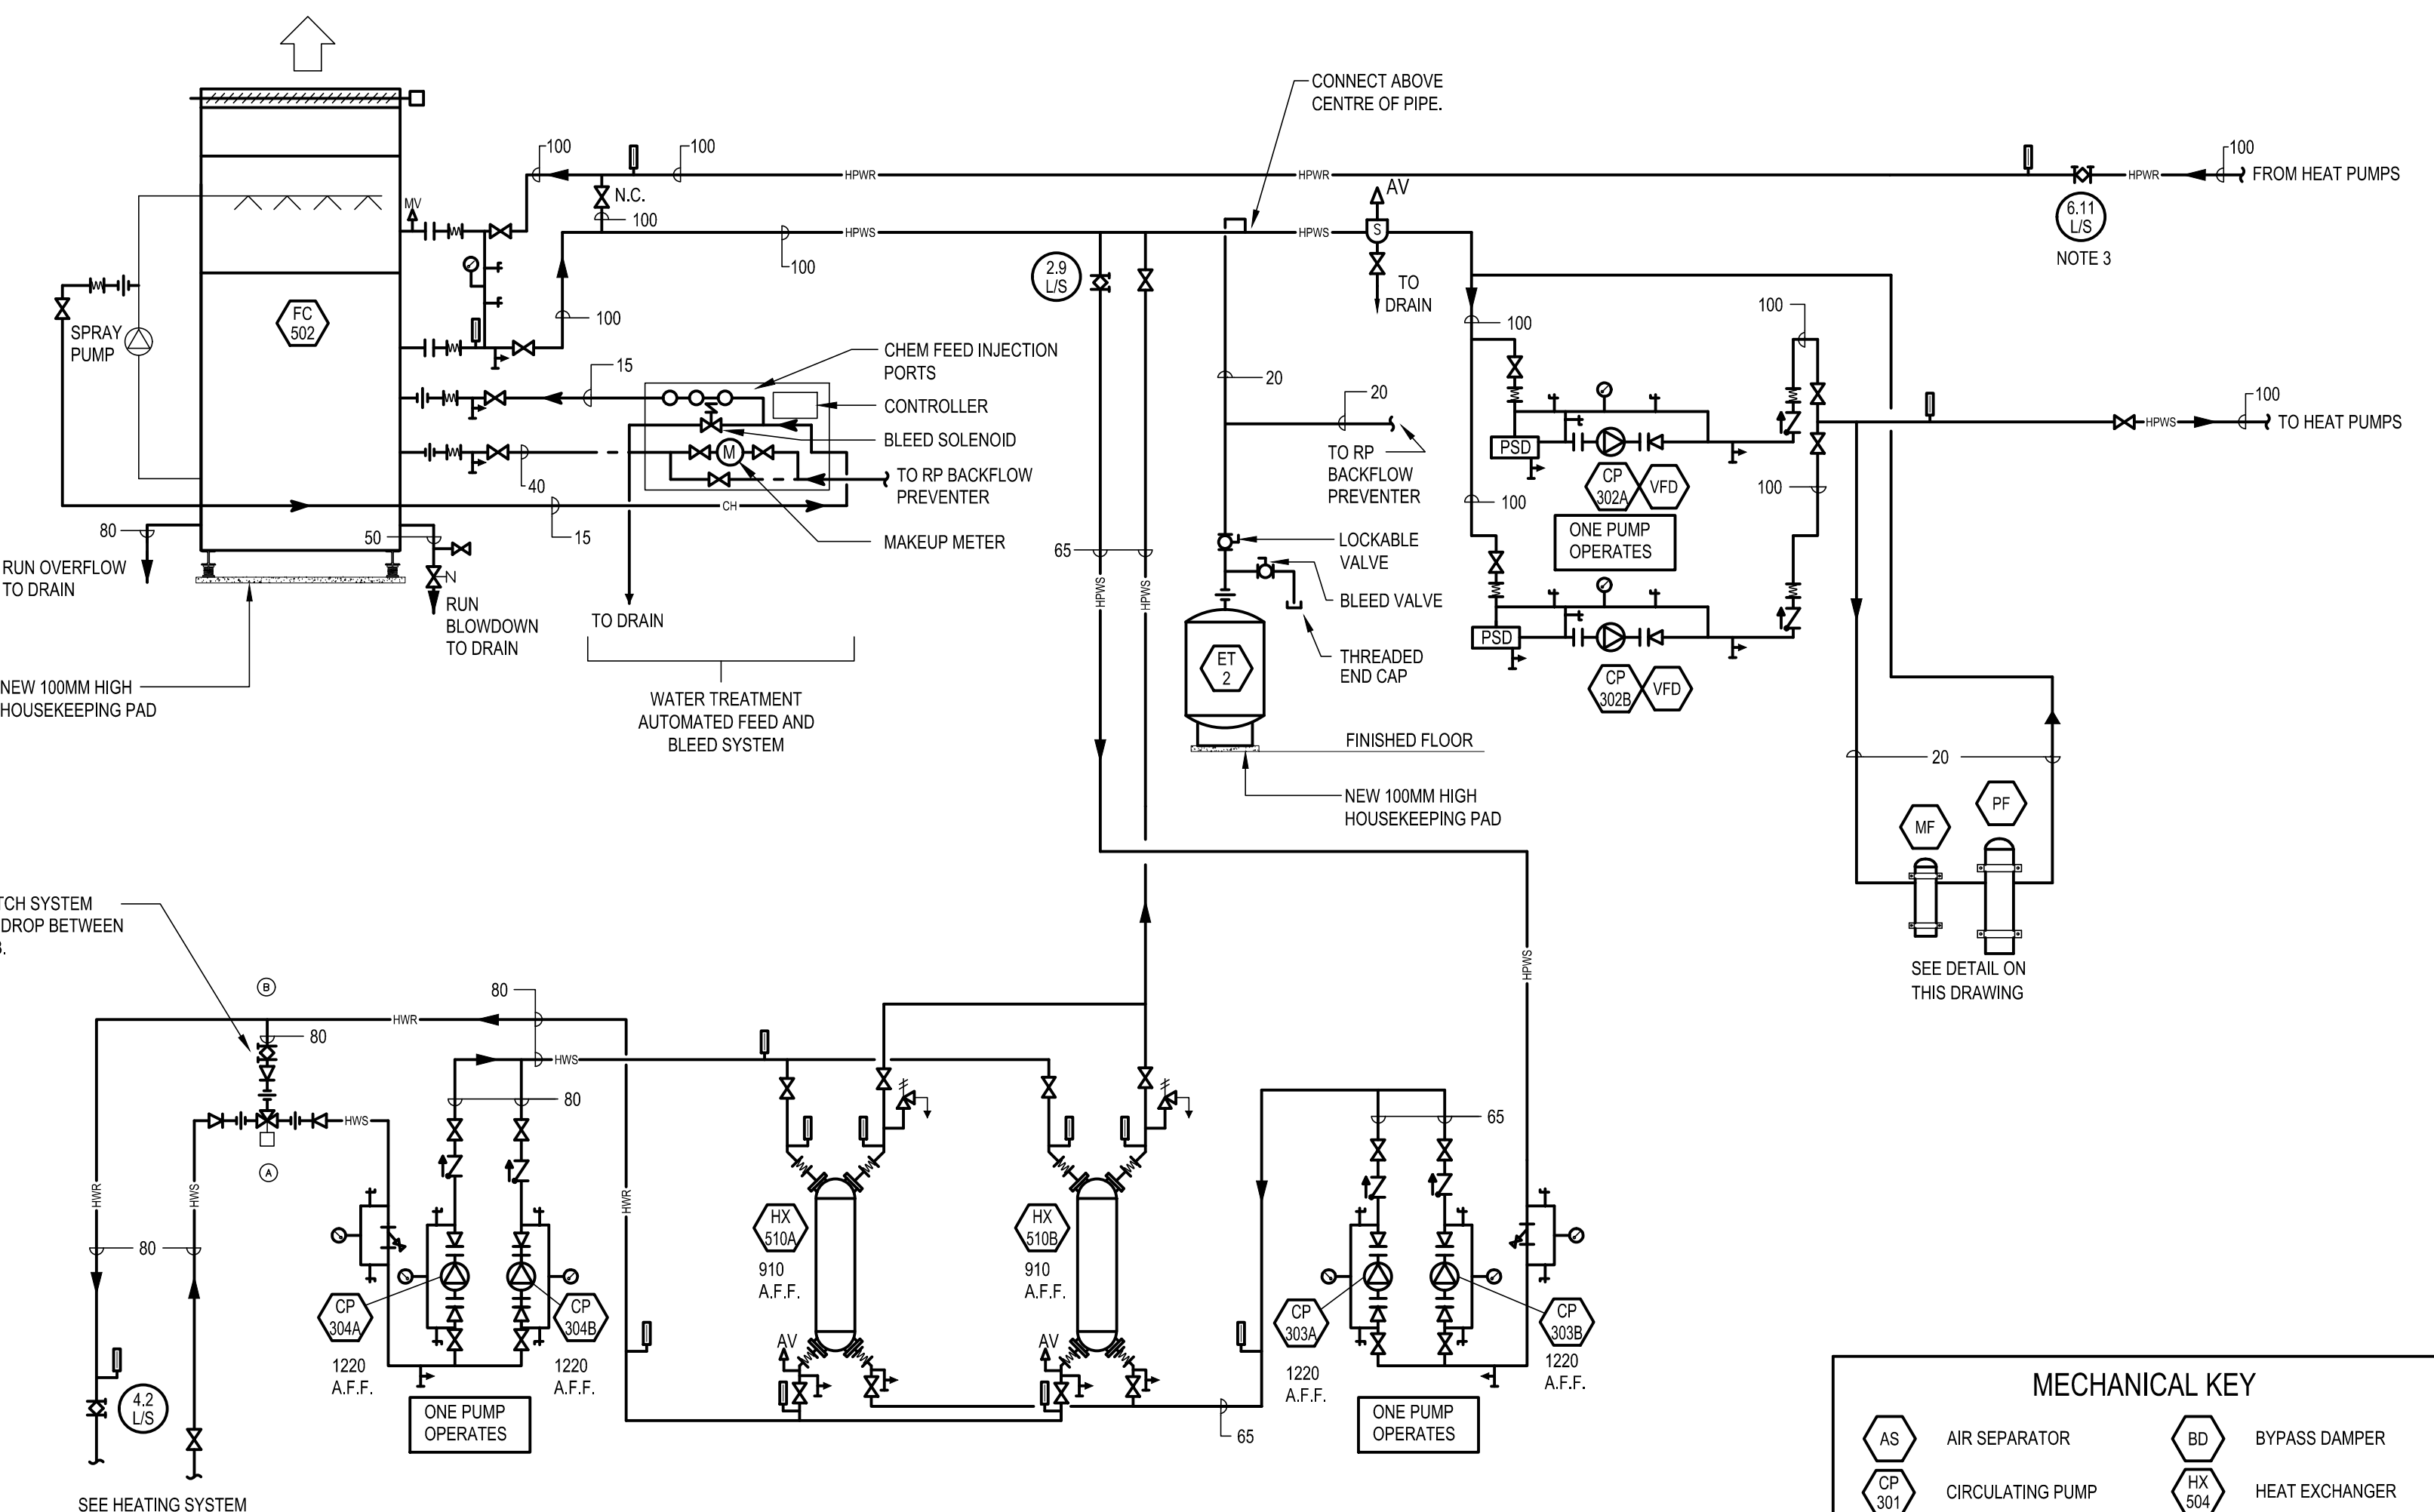 CONNECT ABOVE
CENTRE OF PIPE.
100
100
100
HPWR
HPWR
HPWR
FROM HEAT PUMPS
6.11
L/S
NOTE 3
N.C.
100
MV
AV
S
HPWS
HPWS
100
2.9
L/S
TO
DRAIN
FC
502
SPRAY
PUMP
100
100
100
15
CHEM FEED INJECTION
PORTS
CONTROLLER
BLEED SOLENOID
M
TO RP BACKFLOW
PREVENTER
MAKEUP METER
40
CH
15
80
50
RUN OVERFLOW
TO DRAIN
RUN
BLOWDOWN
TO DRAIN
NEW 100MM HIGH
HOUSEKEEPING PAD
TO DRAIN
WATER TREATMENT
AUTOMATED FEED AND
BLEED SYSTEM
20
20
TO RP
BACKFLOW
PREVENTER
LOCKABLE
VALVE
BLEED VALVE
THREADED
END CAP
ET
2
FINISHED FLOOR
NEW 100MM HIGH
HOUSEKEEPING PAD
65
HPWS
HPWS
PSD
CP
302A
VFD
ONE PUMP
OPERATES
100
100
PSD
CP
302B
VFD
HPWS
100
TO HEAT PUMPS
20
MF
PF
SEE DETAIL ON
THIS DRAWING
TCH SYSTEM
DROP BETWEEN
B
80
HWR
80
HWS
80
HWS
A
HWR
HWS
80
HWR
HPWS
CP
304A
1220
A.F.F.
CP
304B
1220
A.F.F.
ONE PUMP
OPERATES
4.2
L/S
SEE HEATING SYSTEM
HX
510A
910
A.F.F.
AV
HX
510B
910
A.F.F.
AV
65
65
CP
303A
1220
A.F.F.
CP
303B
1220
A.F.F.
ONE PUMP
OPERATES
MECHANICAL KEY
AS
AIR SEPARATOR
BD
BYPASS DAMPER
CP
301
CIRCULATING PUMP
HX
504
HEAT EXCHANGER